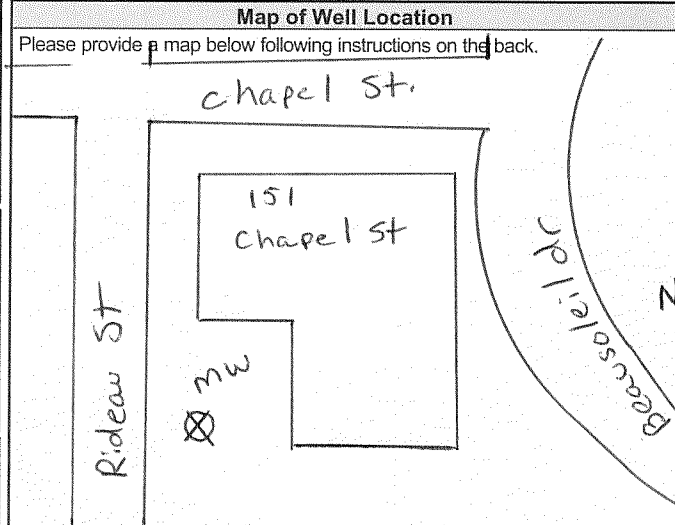 Map of Well Location
Please provide a map below following instructions on the back.
Chapel St.
151
Chapel St
Rideau St
MW
Beausoleil dr
N